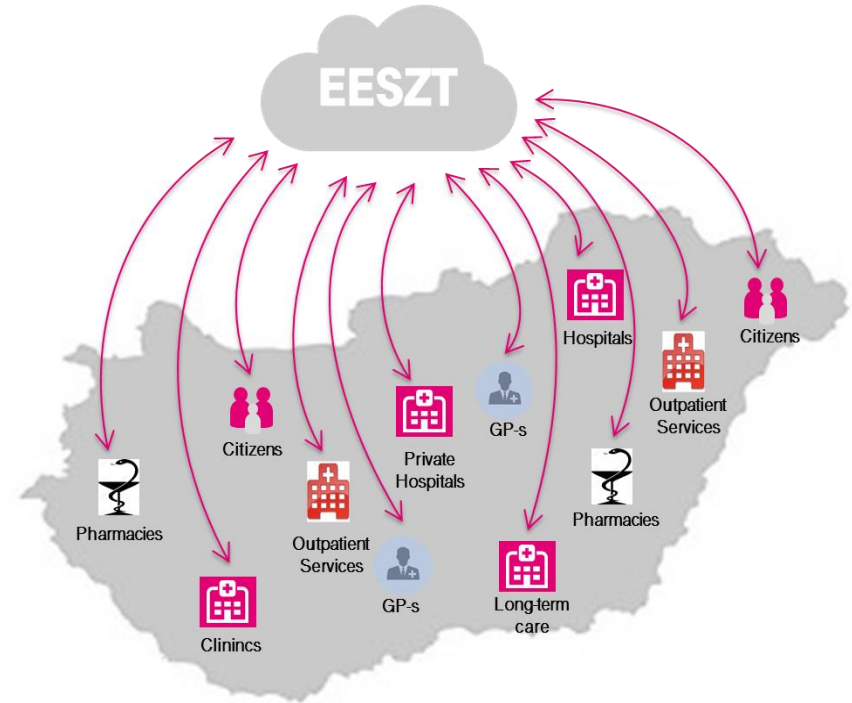 EESZT
Hospitals
Citizens
Outpatient
Services
GP-s
Citizens
Private
Hospitals
Pharmacies
Pharmacies
Outpatient
Services
GP-s
Long-term
care
Clinincs